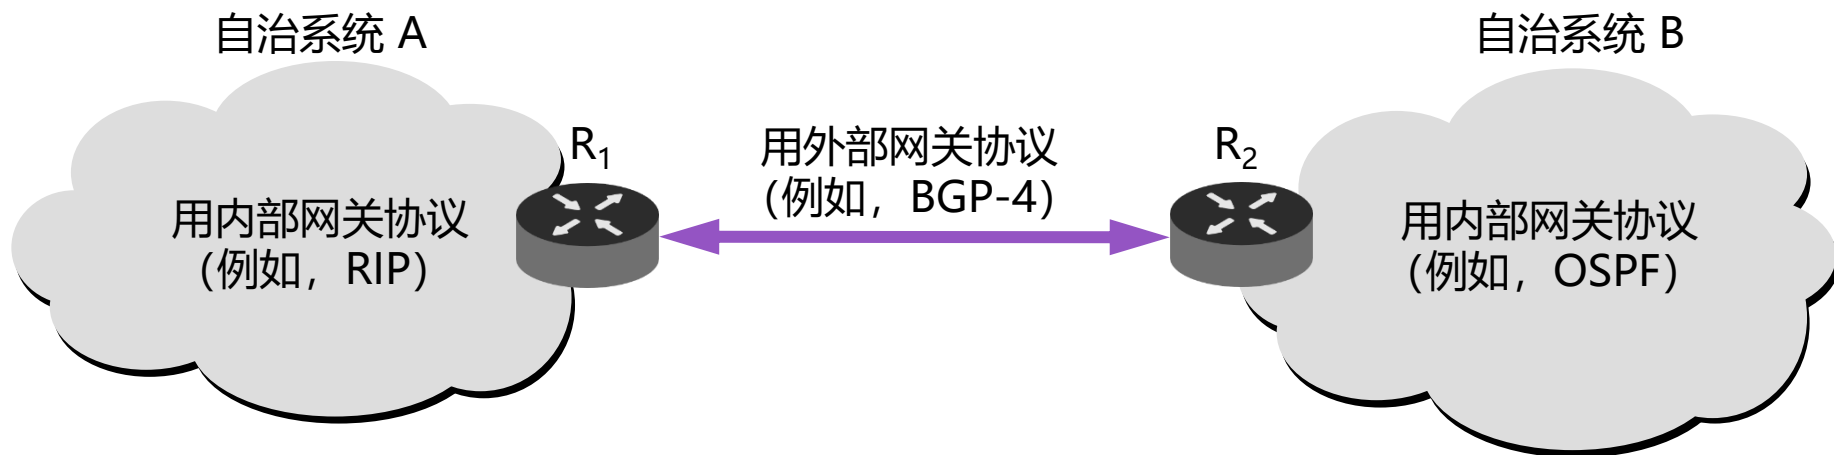 自治系统 A
自治系统 B
R1
用外部网关协议
（例如，BGP-4）
R2
用内部网关协议
（例如，RIP）
用内部网关协议
（例如，OSPF）